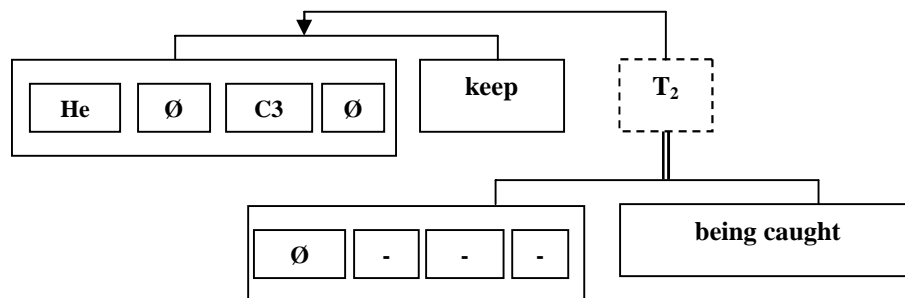 keep
T₂
He Ø C3 Ø
being caught
Ø - - -